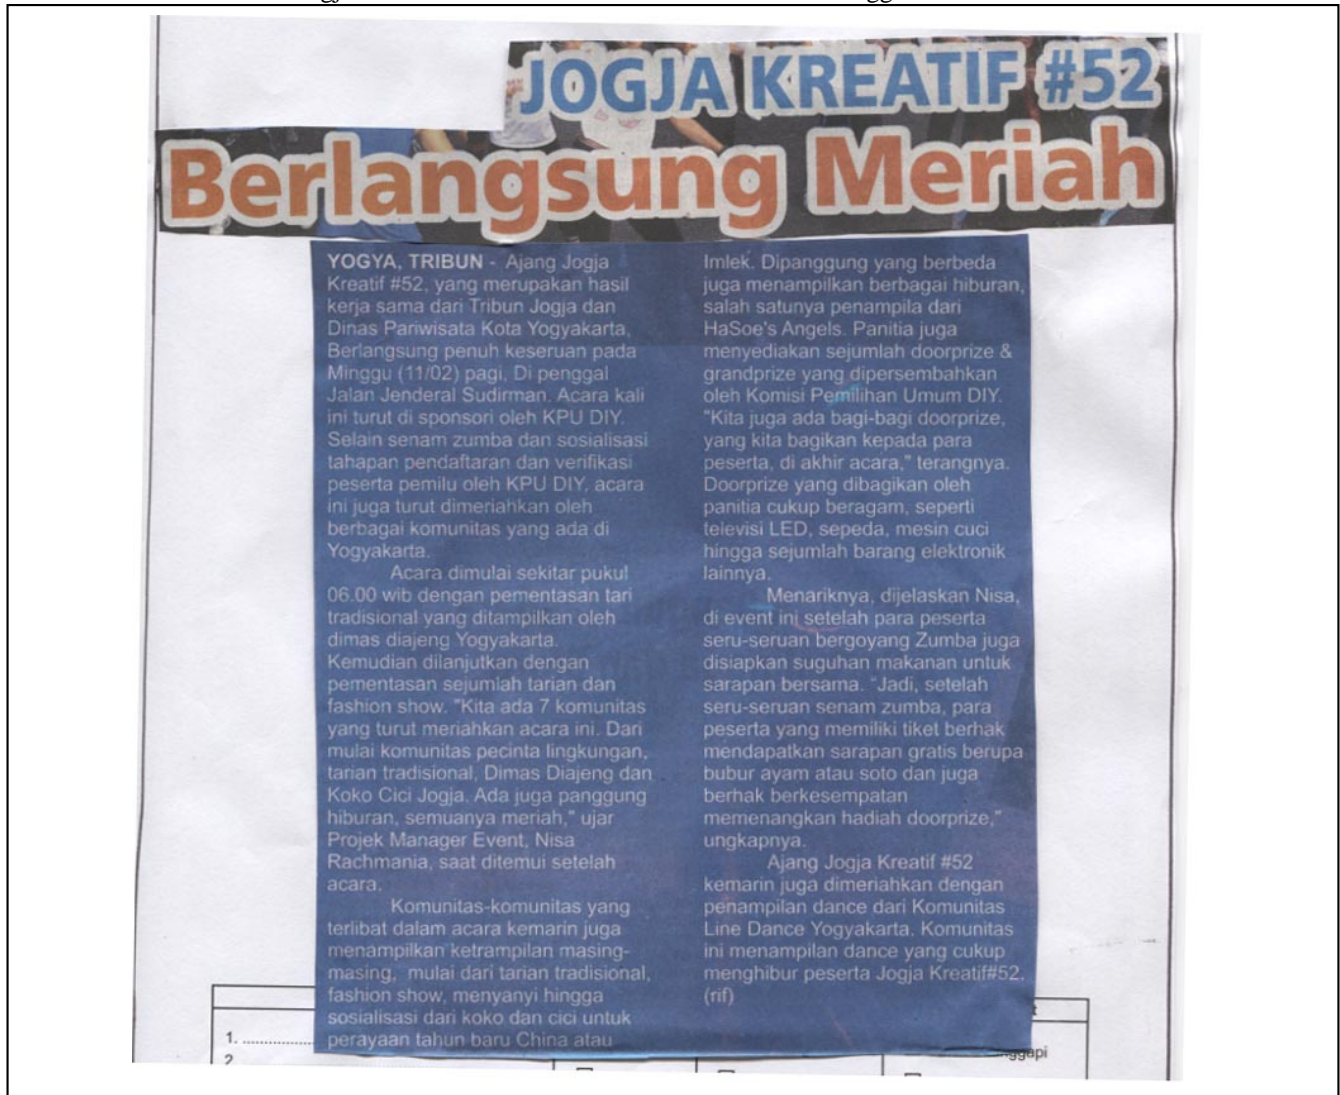 JOGJA KREATIF #52
Berlangsung Meriah
YOGYA, TRIBUN - Ajang Jogja
Kreatif #52, yang merupakan hasil
kerja sama dari Tribun Jogja dan
Dinas Pariwisata Kota Yogyakarta,
Berlangsung penuh keseruan pada
Minggu (11/02) pagi, Di penggal
Jalan Jenderal Sudirman. Acara kali
ini turut di sponsori oleh KPU DIY.
Selain senam zumba dan sosialisasi
tahapan pendaftaran dan verifikasi
peserta pemilu oleh KPU DIY, acara
ini juga turut dimeriahkan oleh
berbagai komunitas yang ada di
Yogyakarta.
Acara dimulai sekitar pukul
06.00 wib dengan pementasan tari
tradisional yang ditampilkan oleh
dimas diajeng Yogyakarta.
Kemudian dilanjutkan dengan
pementasan sejumlah tarian dan
fashion show. "Kita ada 7 komunitas
yang turut meriahkan acara ini. Dari
mulai komunitas pecinta lingkungan,
tarian tradisional, Dimas Diajeng dan
Koko Cici Jogja. Ada juga panggung
hiburan, semuanya meriah," ujar
Projek Manager Event, Nisa
Rachmania, saat ditemui setelah
acara.
Komunitas-komunitas yang
terlibat dalam acara kemarin juga
menampilkan ketrampilan masing-
masing, mulai dari tarian tradisional,
fashion show, menyanyi hingga
sosialisasi dari koko dan cici untuk
perayaan tahun baru China atau
Imlek. Dipanggung yang berbeda
juga menampilkan berbagai hiburan,
salah satunya penampila dari
HaSoe's Angels. Panitia juga
menyediakan sejumlah doorprize &
grandprize yang dipersembahkan
oleh Komisi Pemilihan Umum DIY.
"Kita juga ada bagi-bagi doorprize,
yang kita bagikan kepada para
peserta, di akhir acara," terangnya.
Doorprize yang dibagikan oleh
panitia cukup beragam, seperti
televisi LED, sepeda, mesin cuci
hingga sejumlah barang elektronik
lainnya.
Menariknya, dijelaskan Nisa,
di event ini setelah para peserta
seru-seruan bergoyang Zumba juga
disiapkan suguhan makanan untuk
sarapan bersama. "Jadi, setelah
seru-seruan senam zumba, para
peserta yang memiliki tiket berhak
mendapatkan sarapan gratis berupa
bubur ayam atau soto dan juga
berhak berkesempatan
memenangkan hadiah doorprize,"
ungkapnya.
Ajang Jogja Kreatif #52
kemarin juga dimeriahkan dengan
penampilan dance dari Komunitas
Line Dance Yogyakarta. Komunitas
ini menampilan dance yang cukup
menghibur peserta Jogja Kreatif#52.
(rif)
1. ..................
2